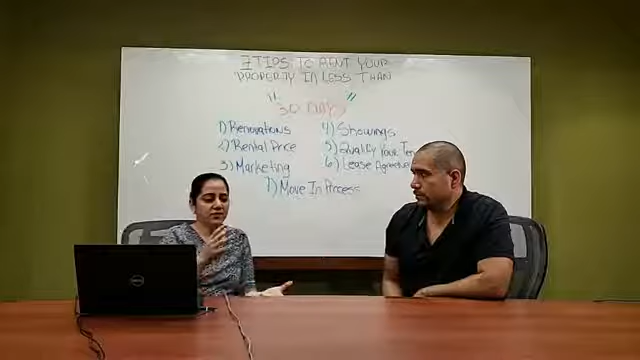 7 TIPS TO RENT YOUR
PROPERTY IN LESS THAN
"30 DAYS"
1) Renovations
2) Rental Price
3) Marketing
4) Showings
5) Qualify Your
6) Lease
7) Move In Process
DELL